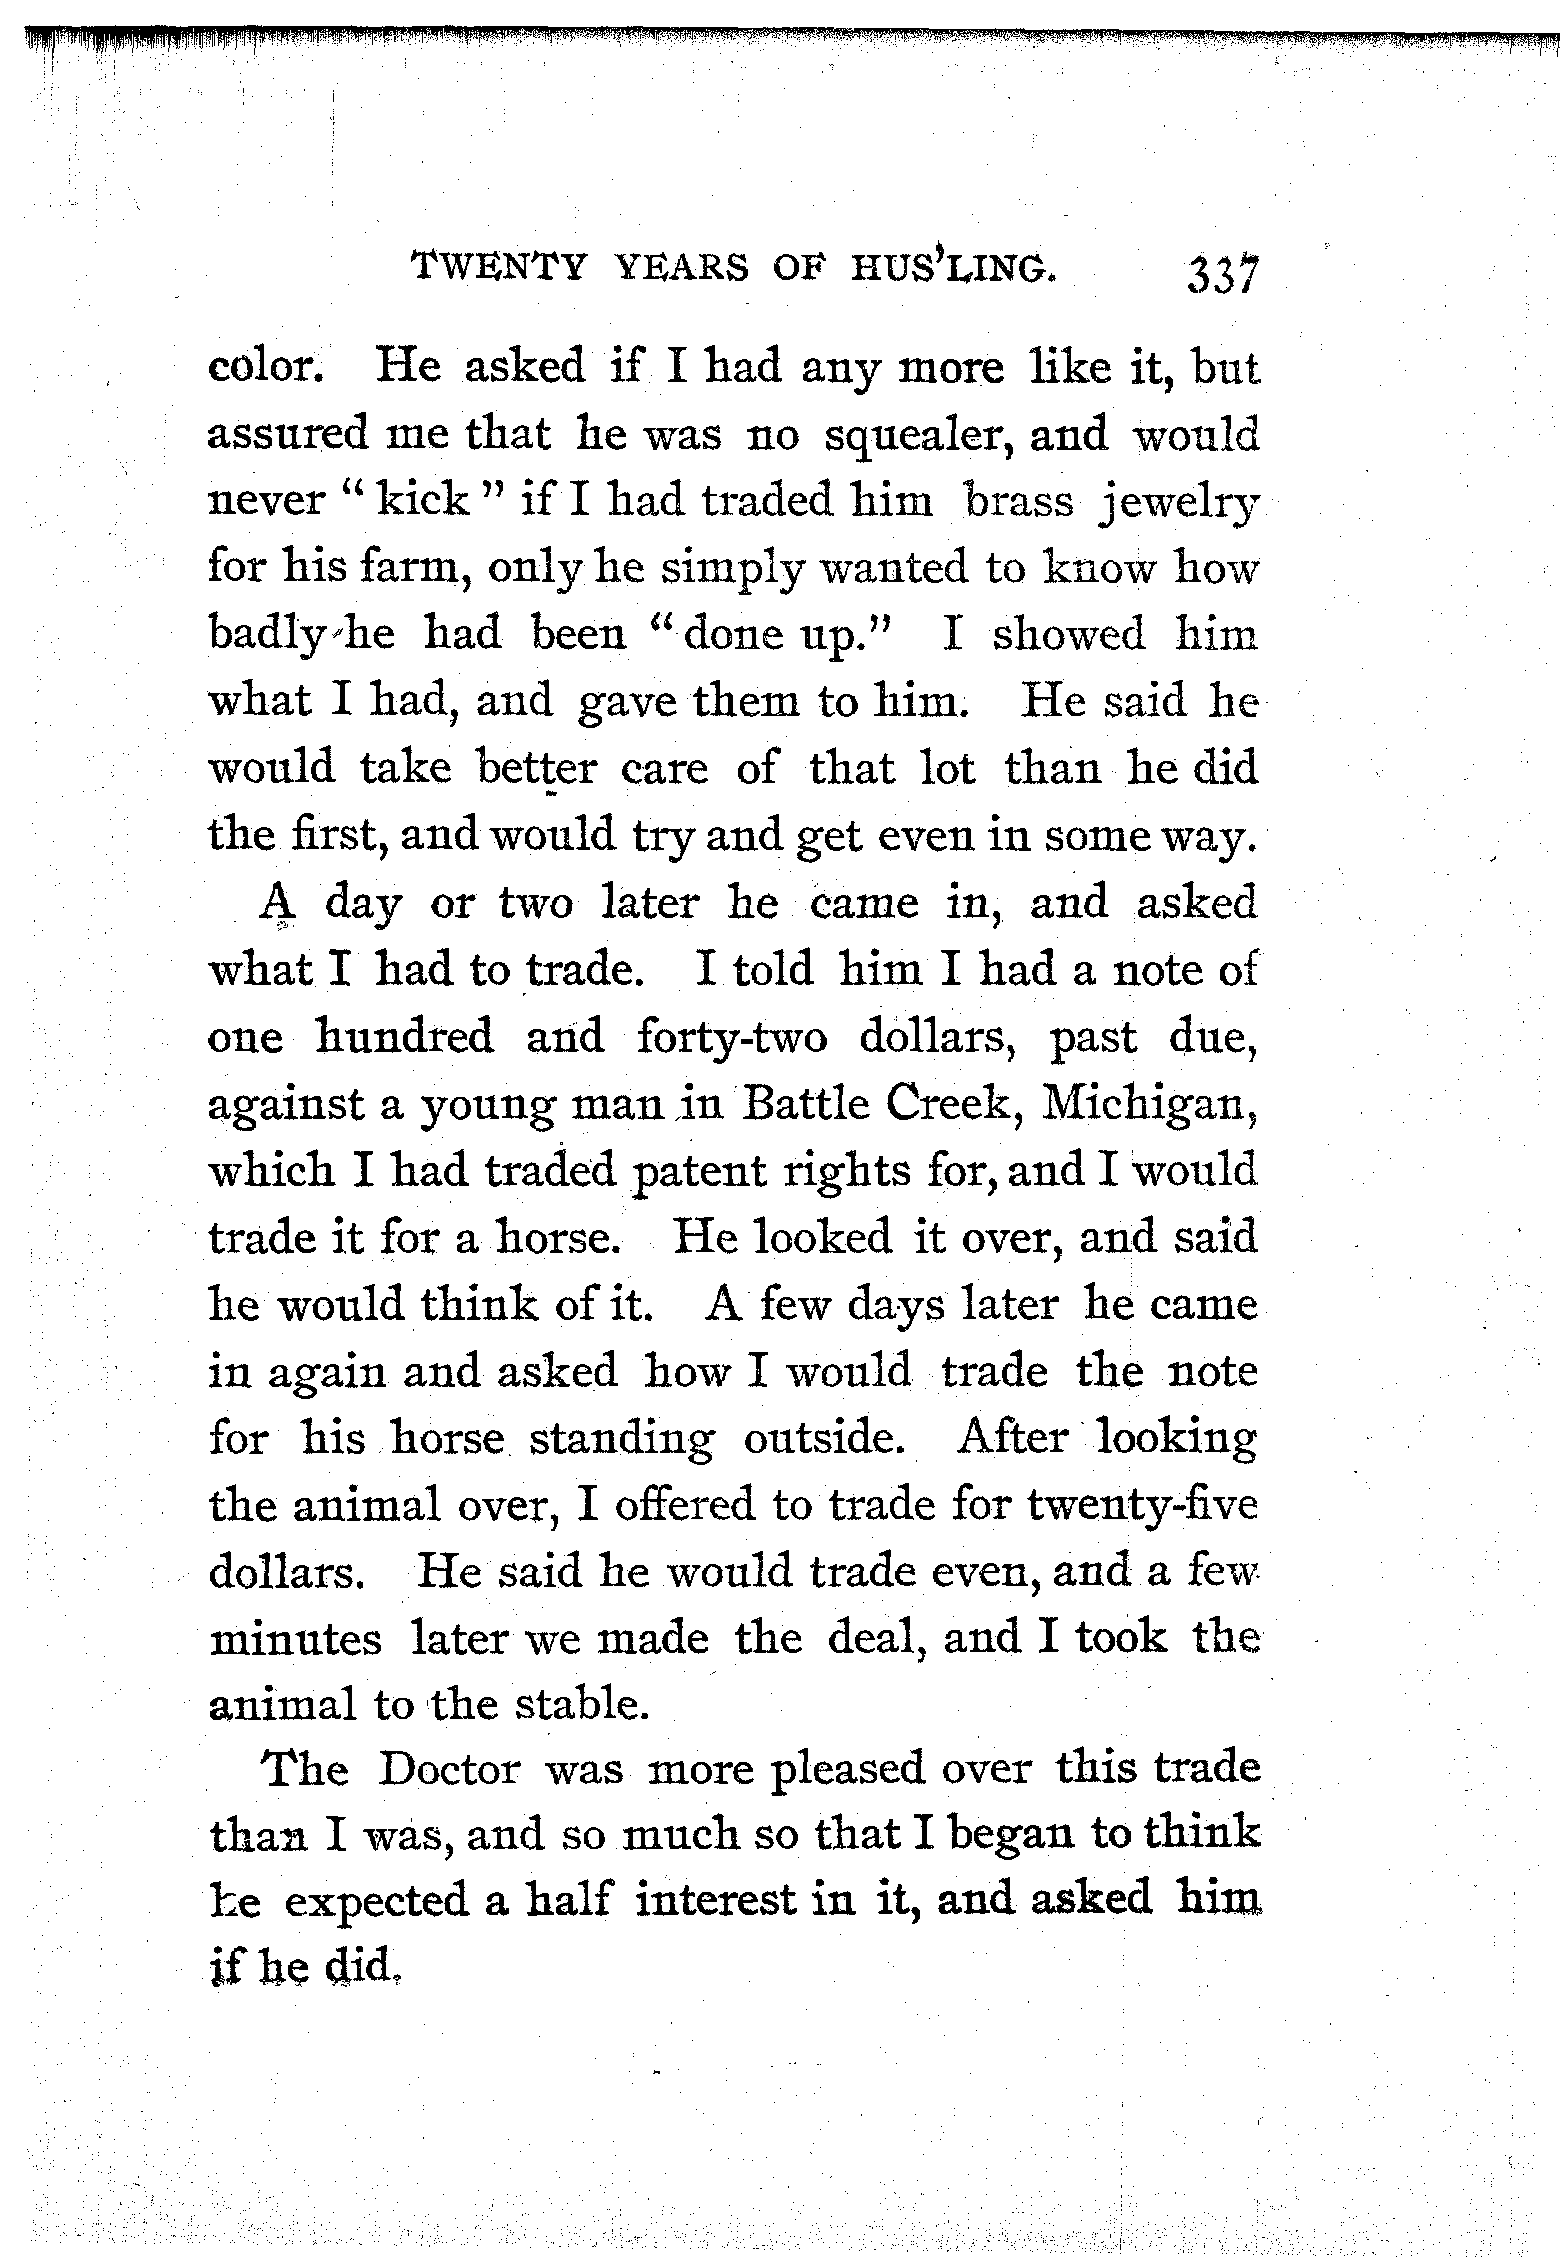 TWENTY YEARS OF HUS'LING. 337
color. He asked if I had any more like it, but
assured me that he was no squealer, and would
never “ kick ” if I had traded him brass jewelry
for his farm, only he simply wanted to know how
badly he had been “ done up.” I showed him
what I had, and gave them to him. He said he
would take better care of that lot than he did
the first, and would try and get even in some way.
A day or two later he came in, and asked
what I had to trade. I told him I had a note of
one hundred and forty-two dollars, past due,
against a young man in Battle Creek, Michigan,
which I had traded patent rights for, and I would
trade it for a horse. He looked it over, and said
he would think of it. A few days later he came
in again and asked how I would trade the note
for his horse standing outside. After looking
the animal over, I offered to trade for twenty-five
dollars. He said he would trade even, and a few
minutes later we made the deal, and I took the
animal to the stable.
The Doctor was more pleased over this trade
than I was, and so much so that I began to think
he expected a half interest in it, and asked him
if he did.